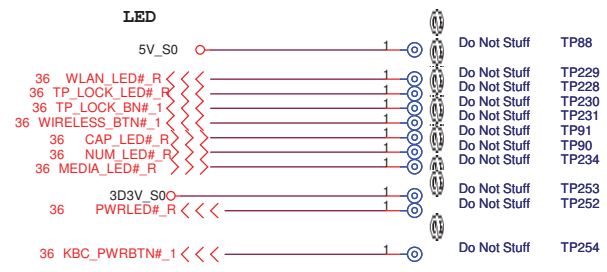 LED
5V_S0 1 Do Not Stuff TP88
36 WLAN_LED#_R 1 Do Not Stuff TP229
36 TP_LOCK_LED#_R 1 Do Not Stuff TP228
36 TP_LOCK_BN#_1 1 Do Not Stuff TP230
36 WIRELESS_BTN#_1 1 Do Not Stuff TP231
36 CAP_LED#_R 1 Do Not Stuff TP91
36 NUM_LED#_R 1 Do Not Stuff TP90
36 MEDIA_LED#_R 1 Do Not Stuff TP234
3D3V_S0 1 Do Not Stuff TP253
36 PWRLED#_R 1 Do Not Stuff TP252
36 KBC_PWRBTN#_1 1 Do Not Stuff TP254